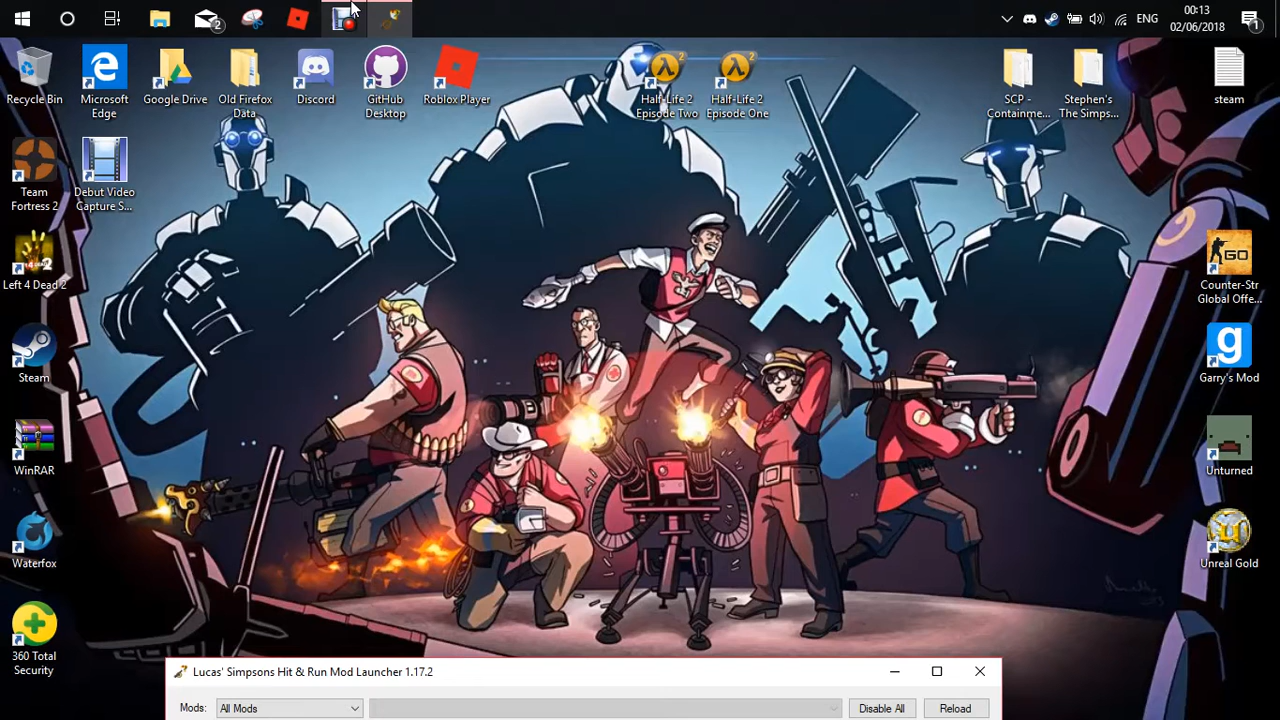 2
ENG
00:13
02/06/2018
1
Recycle Bin
Microsoft
Edge
Google Drive
Old Firefox
Data
Discord
GitHub
Desktop
Roblox Player
Half-Life 2
Episode Two
Half-Life 2
Episode One
SCP -
Containme...
Stephen's
The Simps...
steam
Team
Fortress 2
Debut Video
Capture S...
Left 4 Dead 2
Counter-Str
Global Offe...
Steam
Garry's Mod
WinRAR
Unturned
Waterfox
Unreal Gold
360 Total
Security
Lucas' Simpsons Hit & Run Mod Launcher 1.17.2
Mods:
All Mods
Disable All
Reload